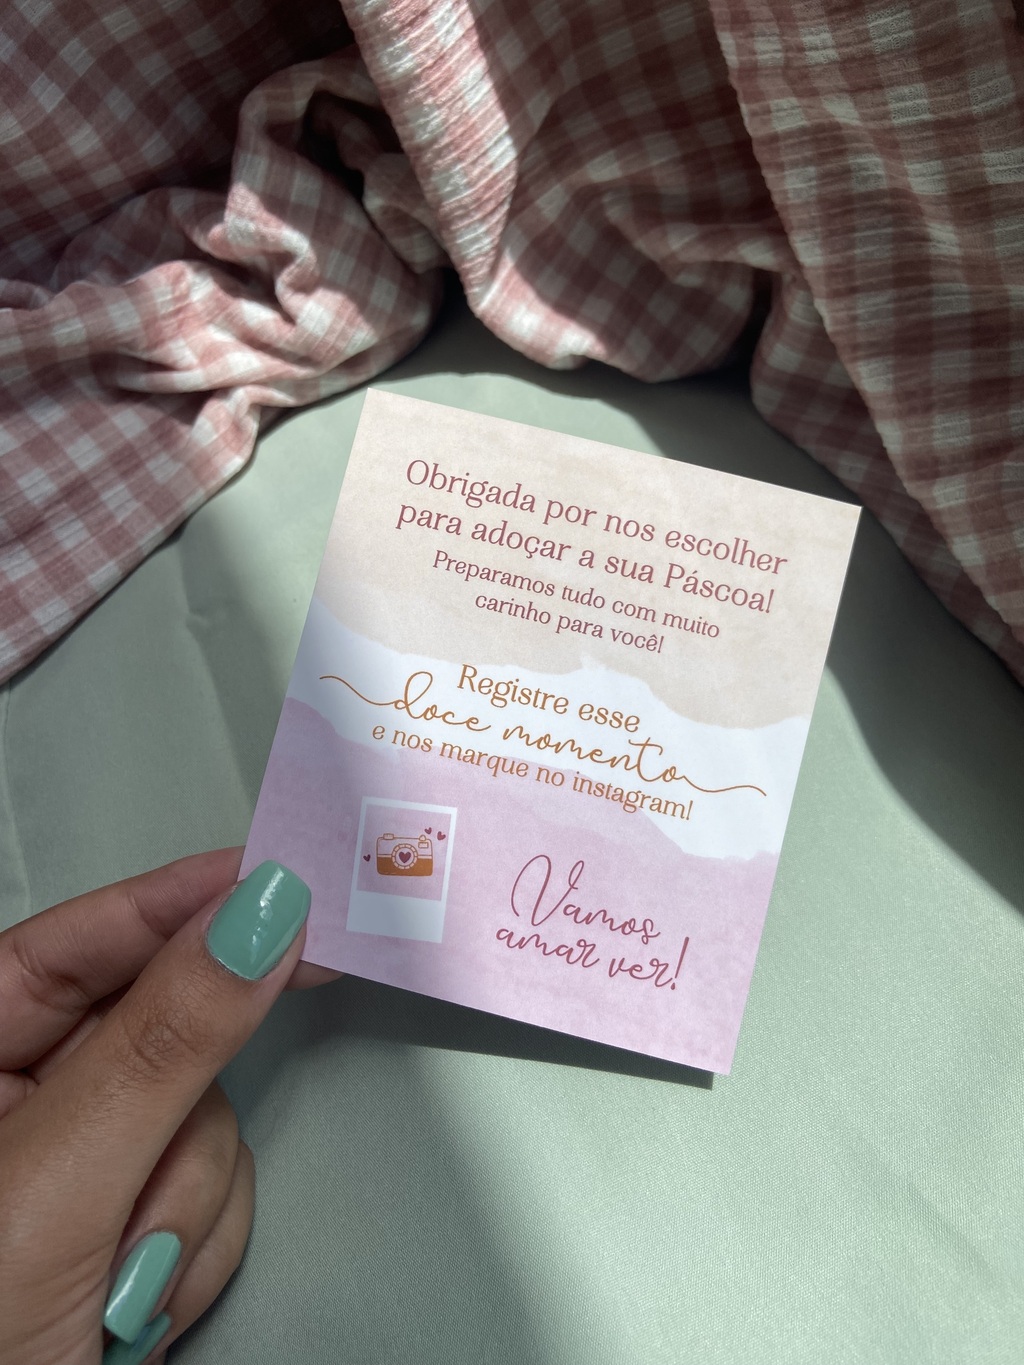 Obrigada por nos escolher
para adoçar a sua Páscoa!
Preparamos tudo com muito
carinho para você!
Registre esse
doce momento
e nos marque no instagram!
Vamos
amar ver!